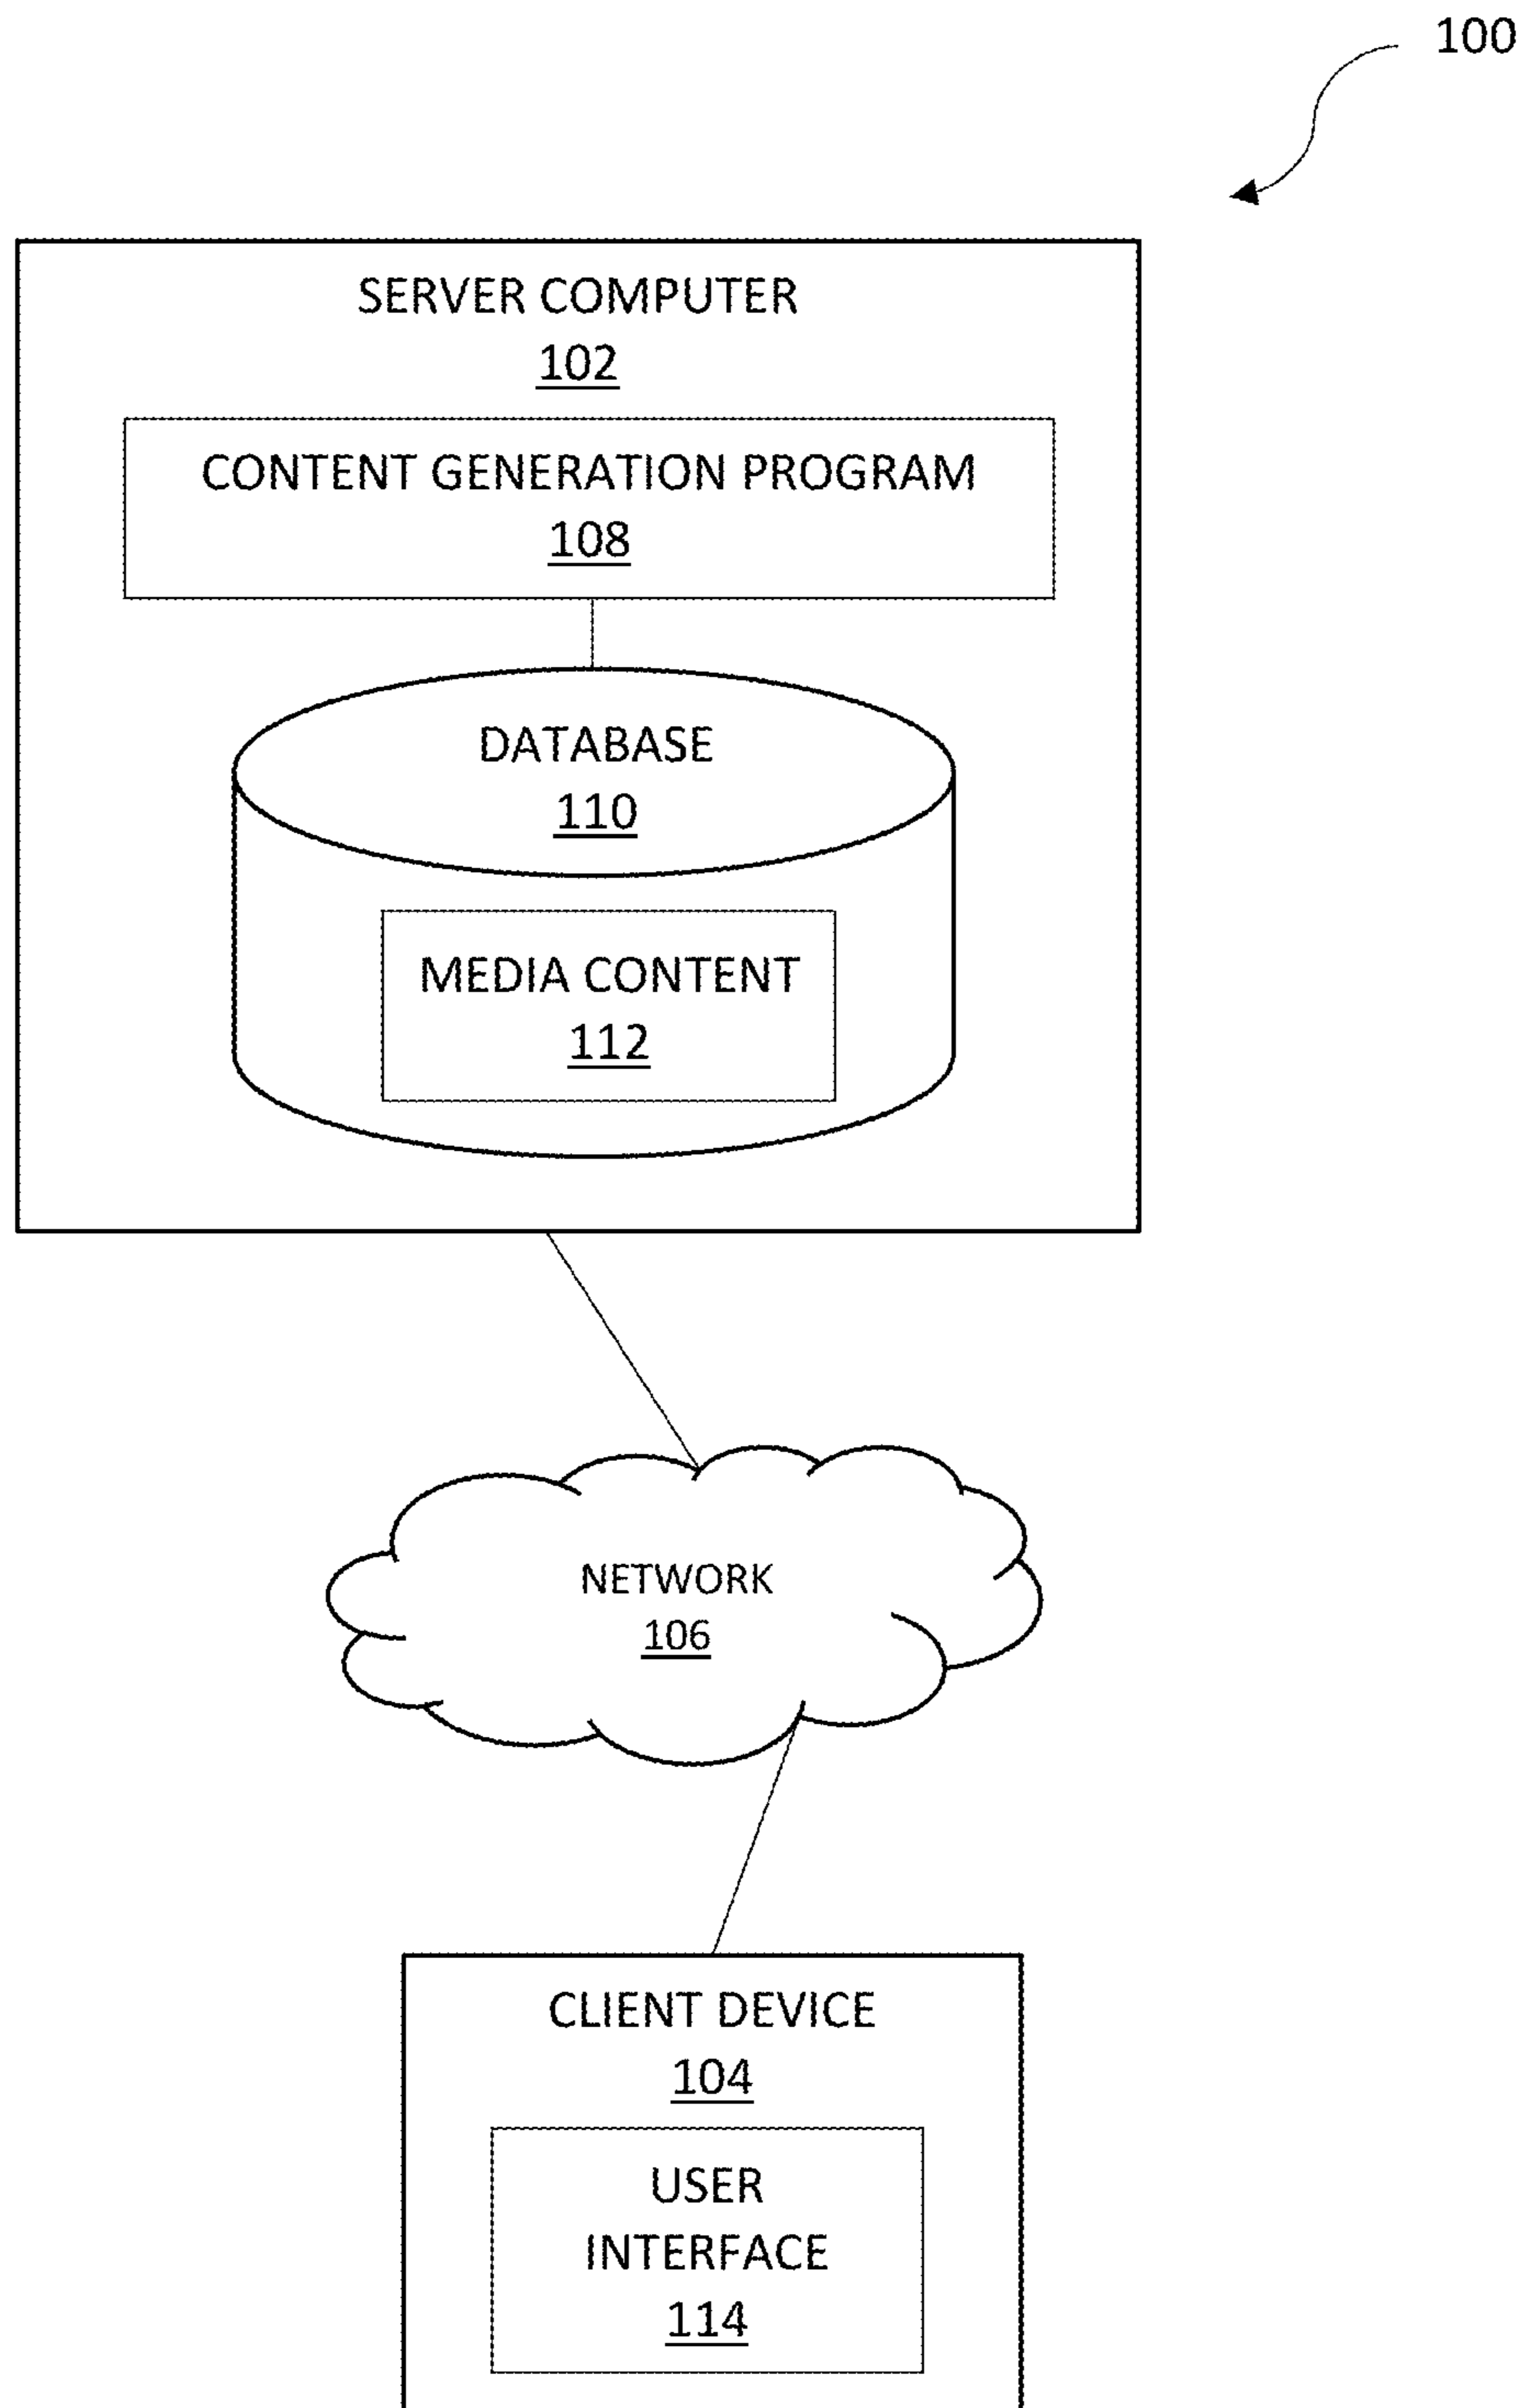 100
SERVER COMPUTER
102
CONTENT GENERATION PROGRAM
108
DATABASE
110
MEDIA CONTENT
112
NETWORK
106
CLIENT DEVICE
104
USER
INTERFACE
114